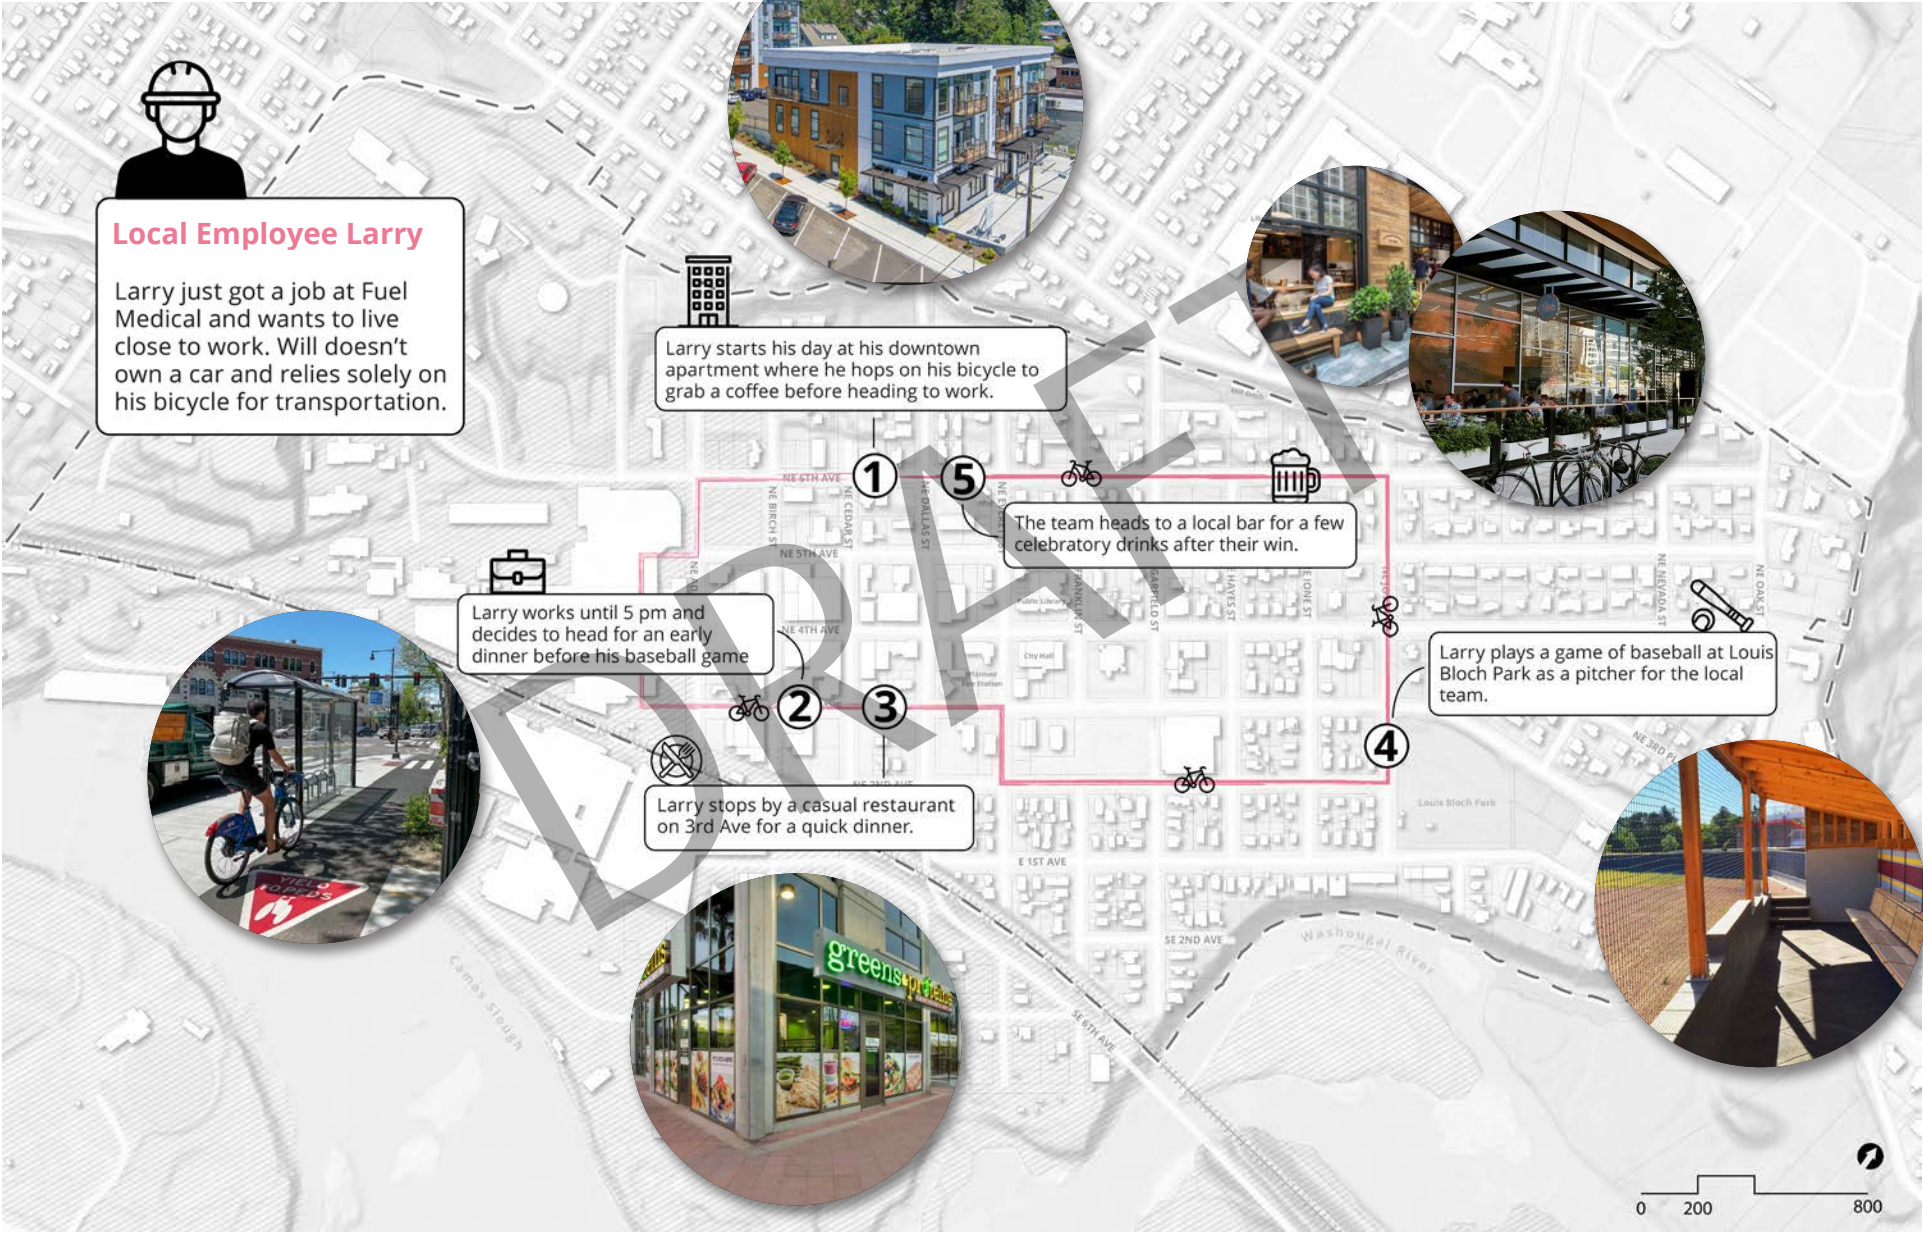 Local Employee Larry
Larry just got a job at Fuel
Medical and wants to live
close to work. Will doesn't
own a car and relies solely on
his bicycle for transportation.
Larry starts his day at his downtown
apartment where he hops on his bicycle to
grab a coffee before heading to work.
1
5
NE 6TH AVE
The team heads to a local bar for a few
celebratory drinks after their win.
NE BIRCH ST
NE CEDAR ST
NE DALLAS ST
NE 5TH AVE
Larry works until 5 pm and
decides to head for an early
dinner before his baseball game
NE 4TH AVE
Public Library
FRANKLIN ST
GARFIELD ST
HAYES ST
IONE ST
NE NEVADA ST
NE OAK ST
City Hall
Larry plays a game of baseball at Louis
Bloch Park as a pitcher for the local
team.
2
3
4
NE 3RD
Larry stops by a casual restaurant
on 3rd Ave for a quick dinner.
Louis Bloch Park
E 1ST AVE
SE 2ND AVE
Washougal River
Camas Slough
SE 6TH AVE
YIELD
TO PEDS
greens
proteins
DRAFT
0
200
800